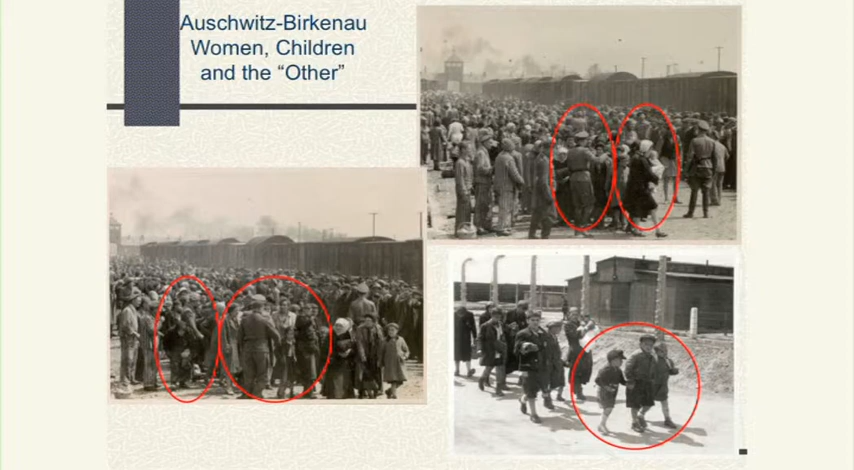 Auschwitz-Birkenau
Women, Children
and the “Other”